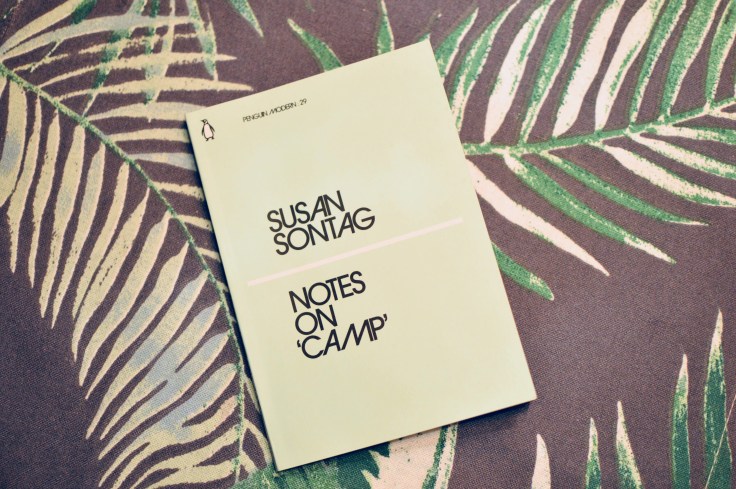 PENGUIN MODERN : 29
SUSAN
SONTAG
NOTES
ON
‘CAMP’